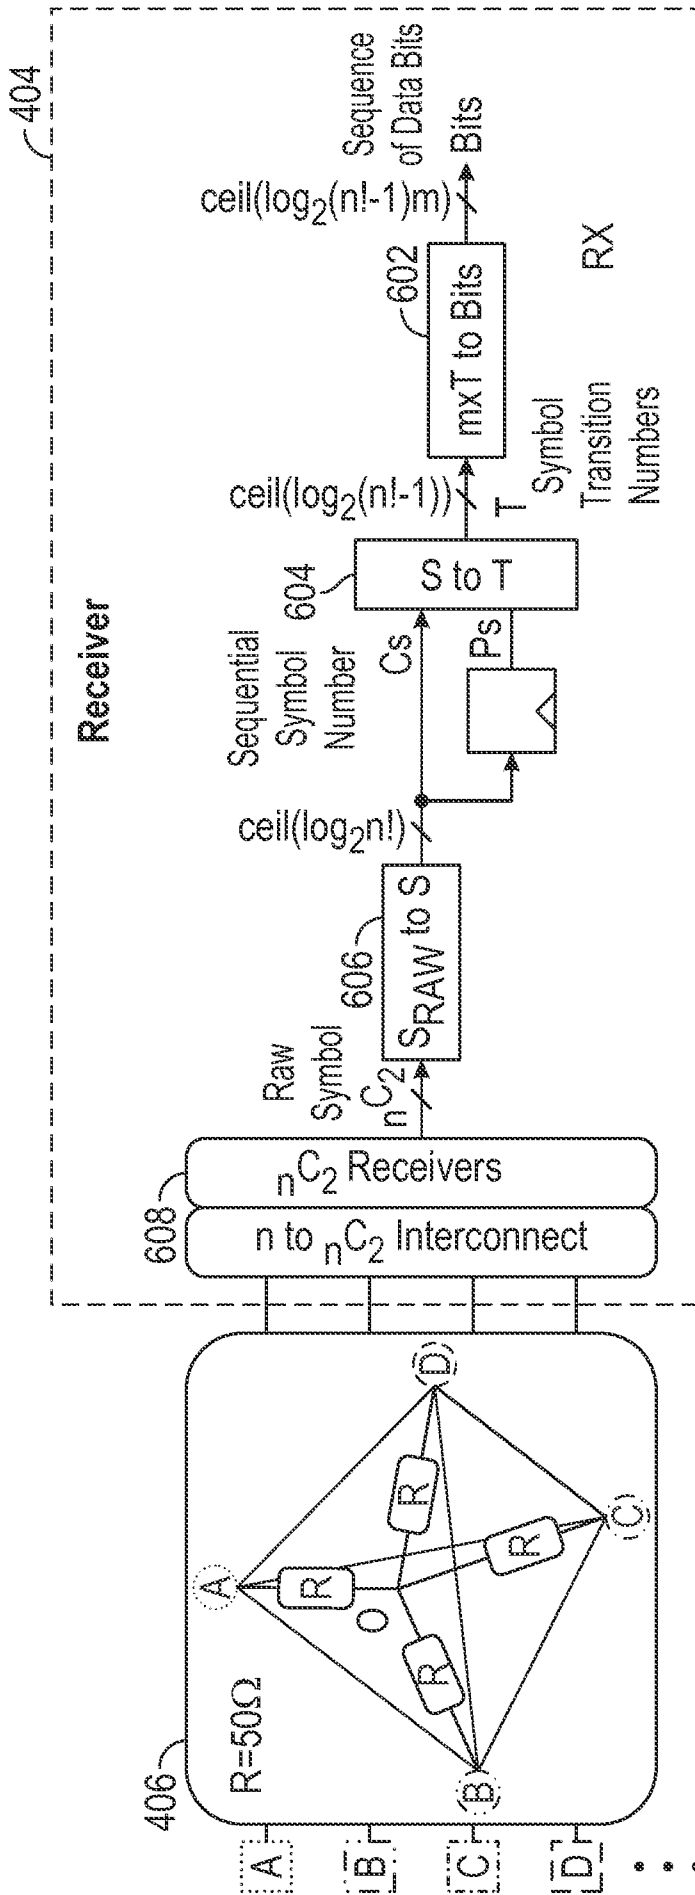 404
Receiver
406
R=50Ω
A
R
O
R
R
R
B
C
D
A
B
C
D
608
n to nC2 Interconnect
nC2 Receivers
Raw
Symbol
nC2
606
SRAW to S
ceil(log2n!)
Sequential
Symbol
Number
Cs
Ps
604
S to T
ceil(log2(n!-1))
T
Symbol
Transition
Numbers
602
mxT to Bits
ceil(log2(n!-1)m)
Sequence
of Data Bits
Bits
RX